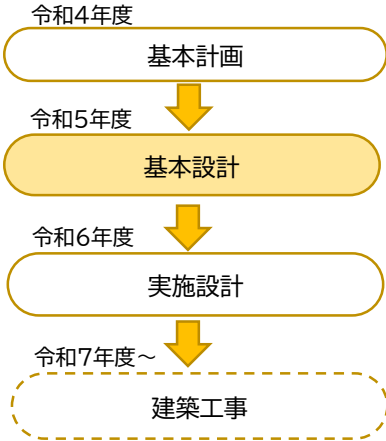 令和4年度
基本計画
令和5年度
基本設計
令和6年度
実施設計
令和7年度～
建築工事